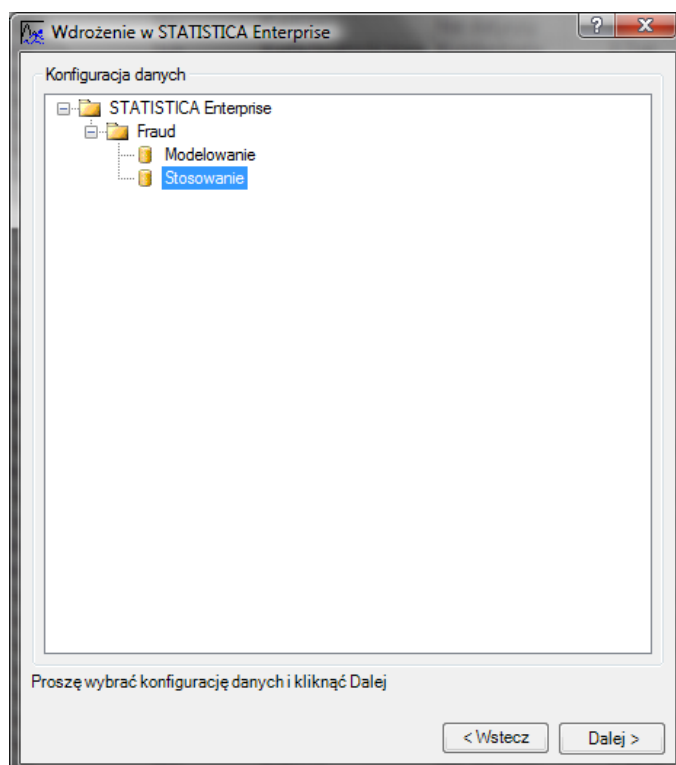 Wdrożenie w STATISTICA Enterprise
Konfiguracja danych
STATISTICA Enterprise
Fraud
Modelowanie
Stosowanie
Proszę wybrać konfigurację danych i kliknąć Dalej
< Wstecz
Dalej >